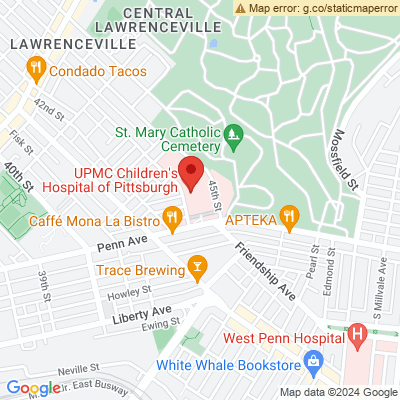 Map error: g.co/staticmaperror
CENTRAL
LAWRENCEVILLE
LAWRENCEVILLE
Condado Tacos
42nd St
Fisk St
40th St
St. Mary Catholic
Cemetery
Mossfield St
UPMC Children's
Hospital of Pittsburgh
45th St
Caffé Mona La Bistro
APTEKA
Penn Ave
Friendship Ave
Pearl St
Edmond St
S Millvale Ave
39th St
Trace Brewing
Howley St
Liberty Ave
Ewing St
West Penn Hospital
H
White Whale Bookstore
Neville St
East Busway
Google
Map data ©2024 Google